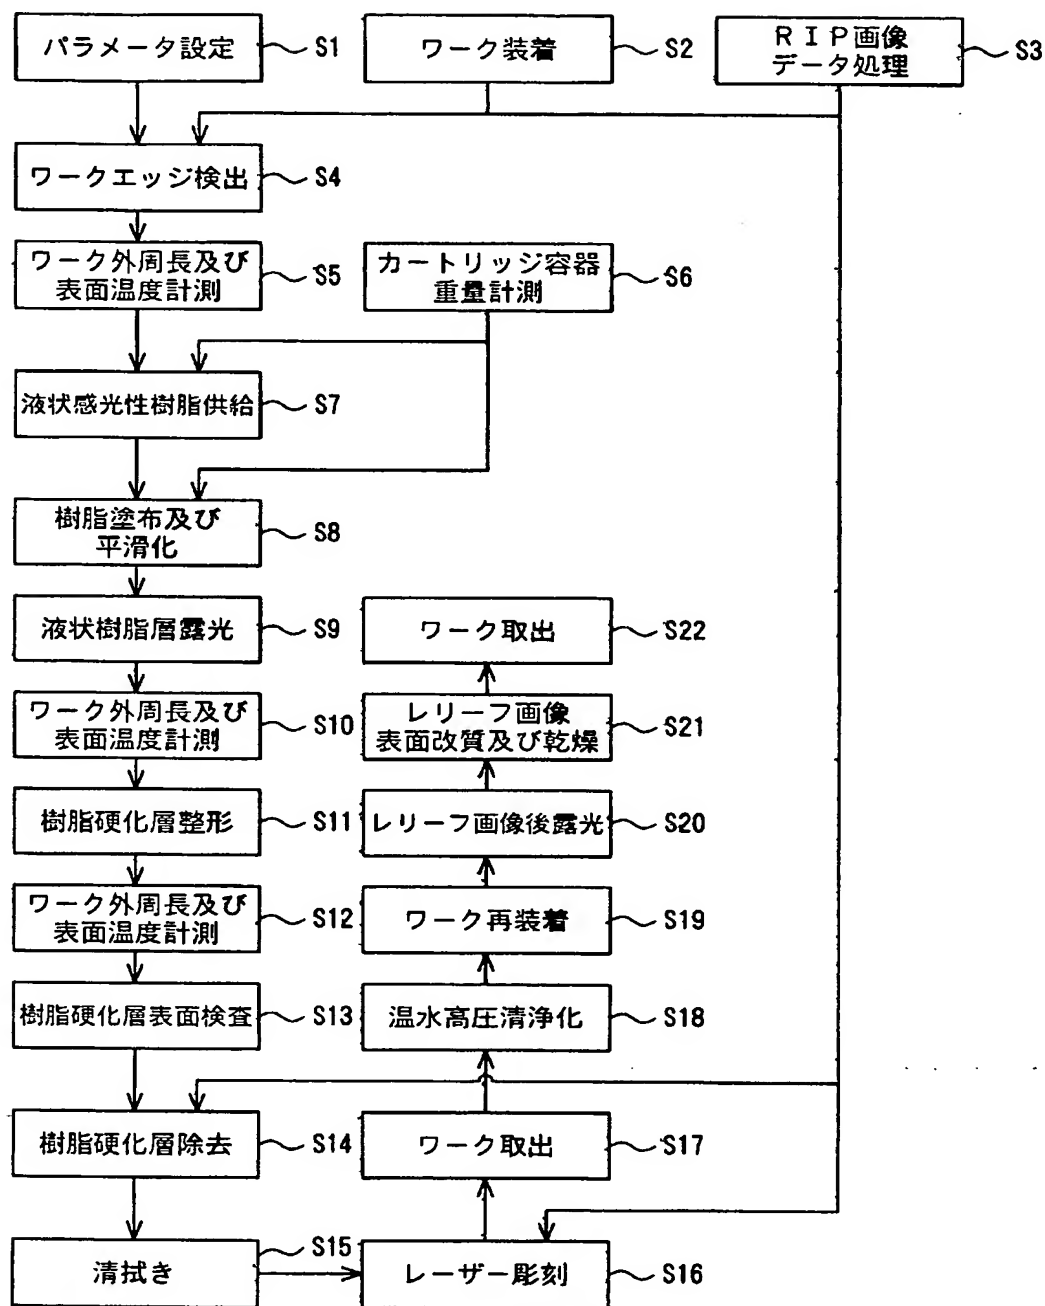 パラメータ設定
S1
ワーク装着
S2
RIP画像
データ処理
S3
ワークエッジ検出
S4
ワーク外周長及び
表面温度計測
S5
カートリッジ容器
重量計測
S6
液状感光性樹脂供給
S7
樹脂塗布及び
平滑化
S8
液状樹脂層露光
S9
ワーク取出
S22
ワーク外周長及び
表面温度計測
S10
レリーフ画像
表面改質及び乾燥
S21
樹脂硬化層整形
S11
レリーフ画像後露光
S20
ワーク外周長及び
表面温度計測
S12
ワーク再装着
S19
樹脂硬化層表面検査
S13
温水高圧清浄化
S18
樹脂硬化層除去
S14
ワーク取出
S17
清拭き
S15
レーザー彫刻
S16